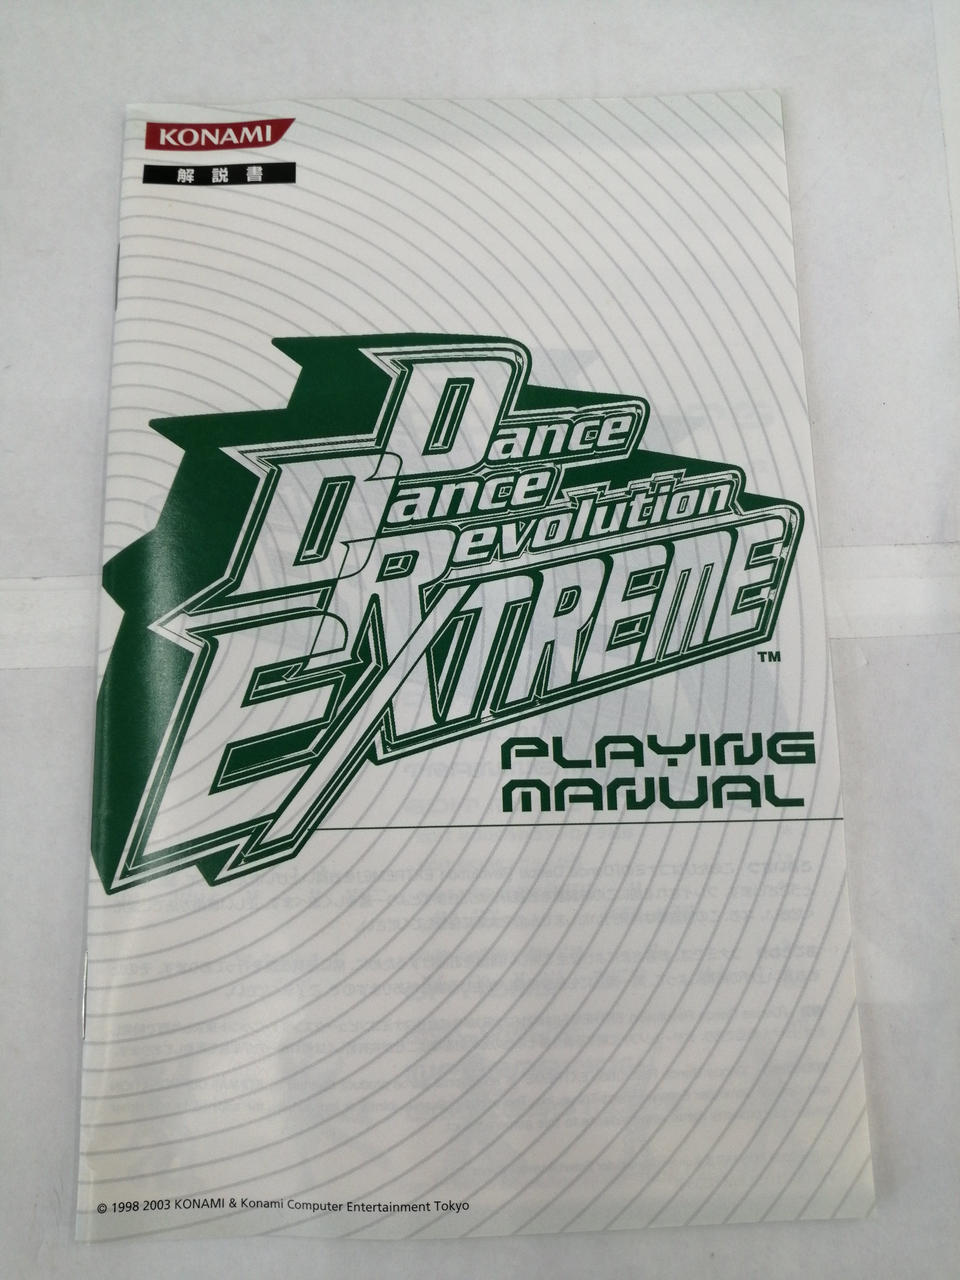 KONAMI
解説書
Dance
Dance
Revolution
EXTREME
TM
PLAYING
MANUAL
© 1998 2003 KONAMI & Konami Computer Entertainment Tokyo